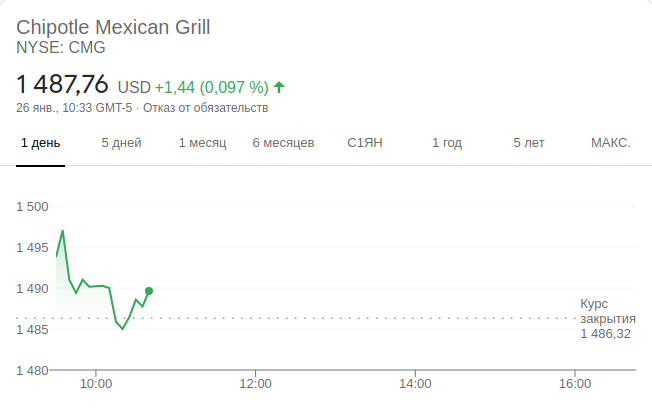 Chipotle Mexican Grill
NYSE: CMG
1 487,76 USD +1,44 (0,097 %)
26 янв., 10:33 GMT-5 · Отказ от обязательств
1 день 5 дней 1 месяц 6 месяцев С1ЯН 1 год 5 лет МАКС.
1 500
1 495
1 490
Курс
закрытия
1 486,32
1 485
1 480
10:00 12:00 14:00 16:00